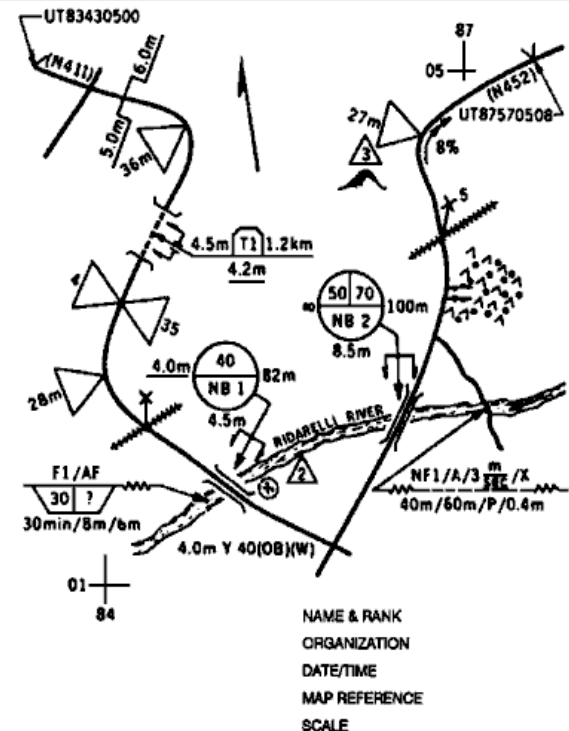 UT83430500
(N411)
6.0m
5.0m
36m
87
05
(N452)
UT87570508
27m
8%
3
5
4.5m T1 1.2km
4.2m
4
35
50 70
NB 2
100m
8.5m
40
NB 1
4.0m
82m
4.5m
28m
RIDARELLI RIVER
2
F1/AF
30 ?
30min/8m/6m
NF1/A/3 m/sec /X
40m/60m/P/0.4m
4.0m Y 40(OB)(W)
01
84
NAME & RANK
ORGANIZATION
DATE/TIME
MAP REFERENCE
SCALE